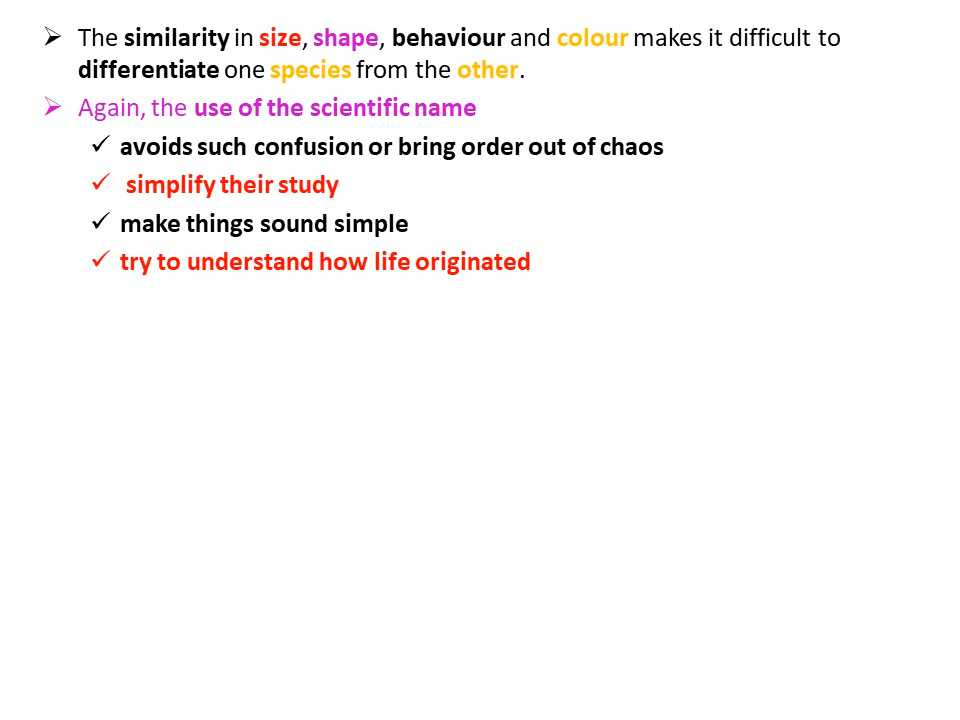 ➢ The similarity in size, shape, behaviour and colour makes it difficult to
differentiate one species from the other.
➢ Again, the use of the scientific name
✓ avoids such confusion or bring order out of chaos
✓ simplify their study
✓ make things sound simple
✓ try to understand how life originated